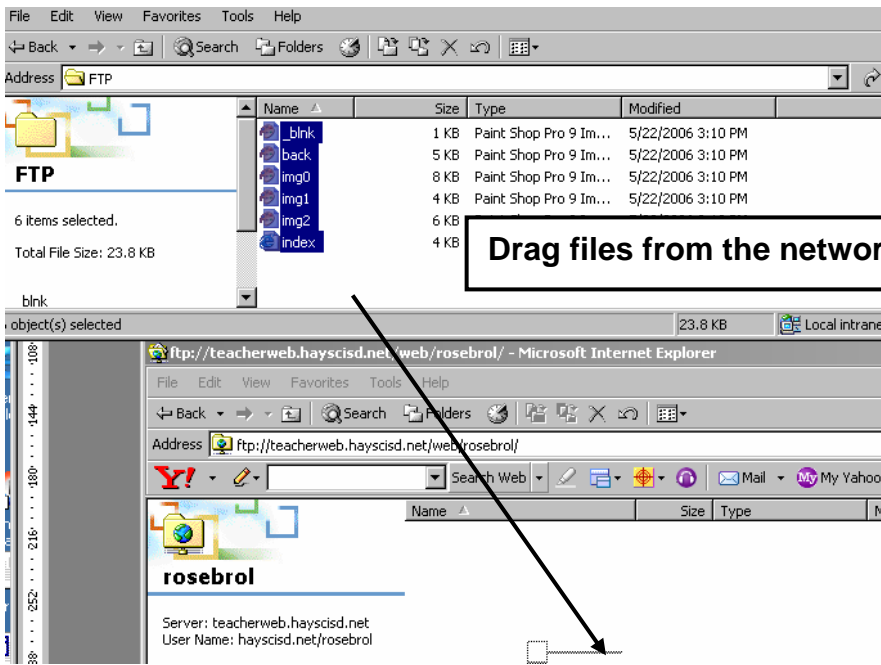 File Edit View Favorites Tools Help
Back Search Folders
Address FTP
Name Size Type Modified
_blnk 1 KB Paint Shop Pro 9 Im... 5/22/2006 3:10 PM
back 5 KB Paint Shop Pro 9 Im... 5/22/2006 3:10 PM
img0 8 KB Paint Shop Pro 9 Im... 5/22/2006 3:10 PM
img1 4 KB Paint Shop Pro 9 Im... 5/22/2006 3:10 PM
img2 6 KB
index 4 KB
FTP
6 items selected.
Total File Size: 23.8 KB
blnk
Drag files from the networ
object(s) selected 23.8 KB Local intrane
ftp://teacherweb.hayscisd.net/web/rosebrol/ - Microsoft Internet Explorer
File Edit View Favorites Tools Help
Back Search Folders
Address ftp://teacherweb.hayscisd.net/web/rosebrol/
Y! Search Web Mail My My Yahoo
Name Size Type
rosebrol
Server: teacherweb.hayscisd.net
User Name: hayscisd.net/rosebrol
108
144
180
216
252